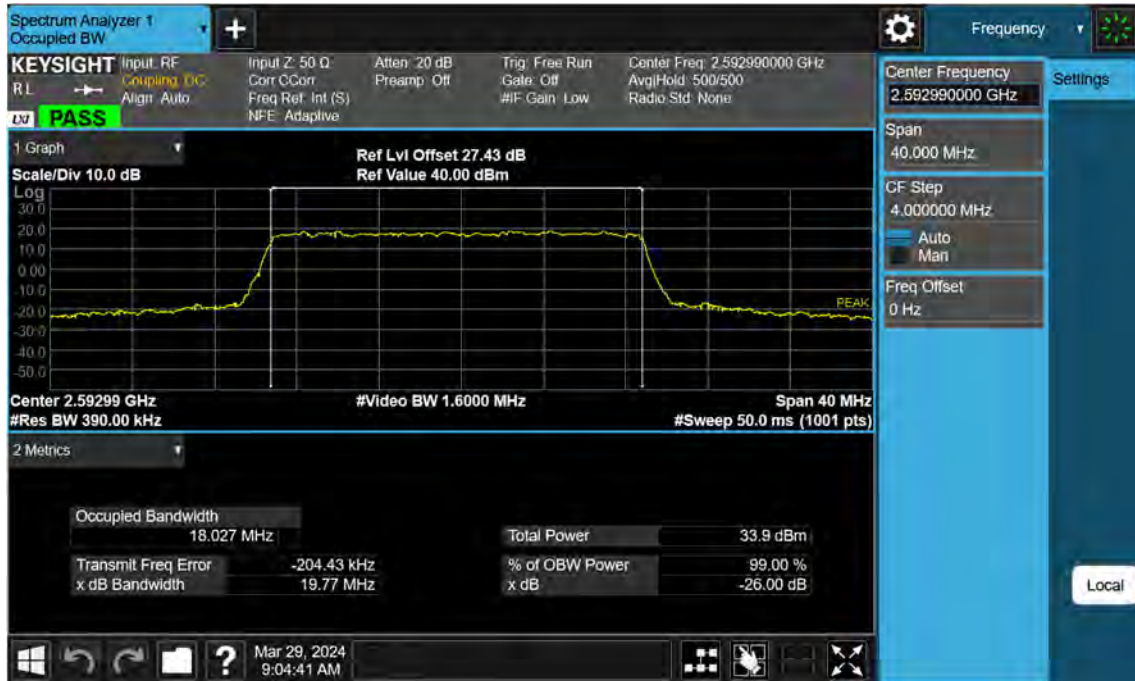 Spectrum Analyzer 1
Occupied BW
+
Frequency
KEYSIGHT
RL
Input: RF
Coupling: DC
Align: Auto
Input Z: 50 Ω
Corr CCorr
Freq Ref: Int (S)
NFE: Adaptive
Atten: 20 dB
Preamp: Off
Trig: Free Run
Gate: Off
#IF Gain: Low
Center Freq: 2.592990000 GHz
Avg|Hold: 500/500
Radio Std: None
LXI PASS
1 Graph
Scale/Div 10.0 dB
Ref Lvl Offset 27.43 dB
Ref Value 40.00 dBm
Log
30.0
20.0
10.0
0.00
-10.0
-20.0
-30.0
-40.0
-50.0
PEAK
Center 2.59299 GHz
#Video BW 1.6000 MHz
Span 40 MHz
#Res BW 390.00 kHz
#Sweep 50.0 ms (1001 pts)
2 Metrics
Occupied Bandwidth
18.027 MHz
Total Power 33.9 dBm
Transmit Freq Error -204.43 kHz
% of OBW Power 99.00 %
x dB Bandwidth 19.77 MHz
x dB -26.00 dB
Center Frequency
2.592990000 GHz
Settings
Span
40.000 MHz
CF Step
4.000000 MHz
Auto
Man
Freq Offset
0 Hz
Local
?
Mar 29, 2024
9:04:41 AM